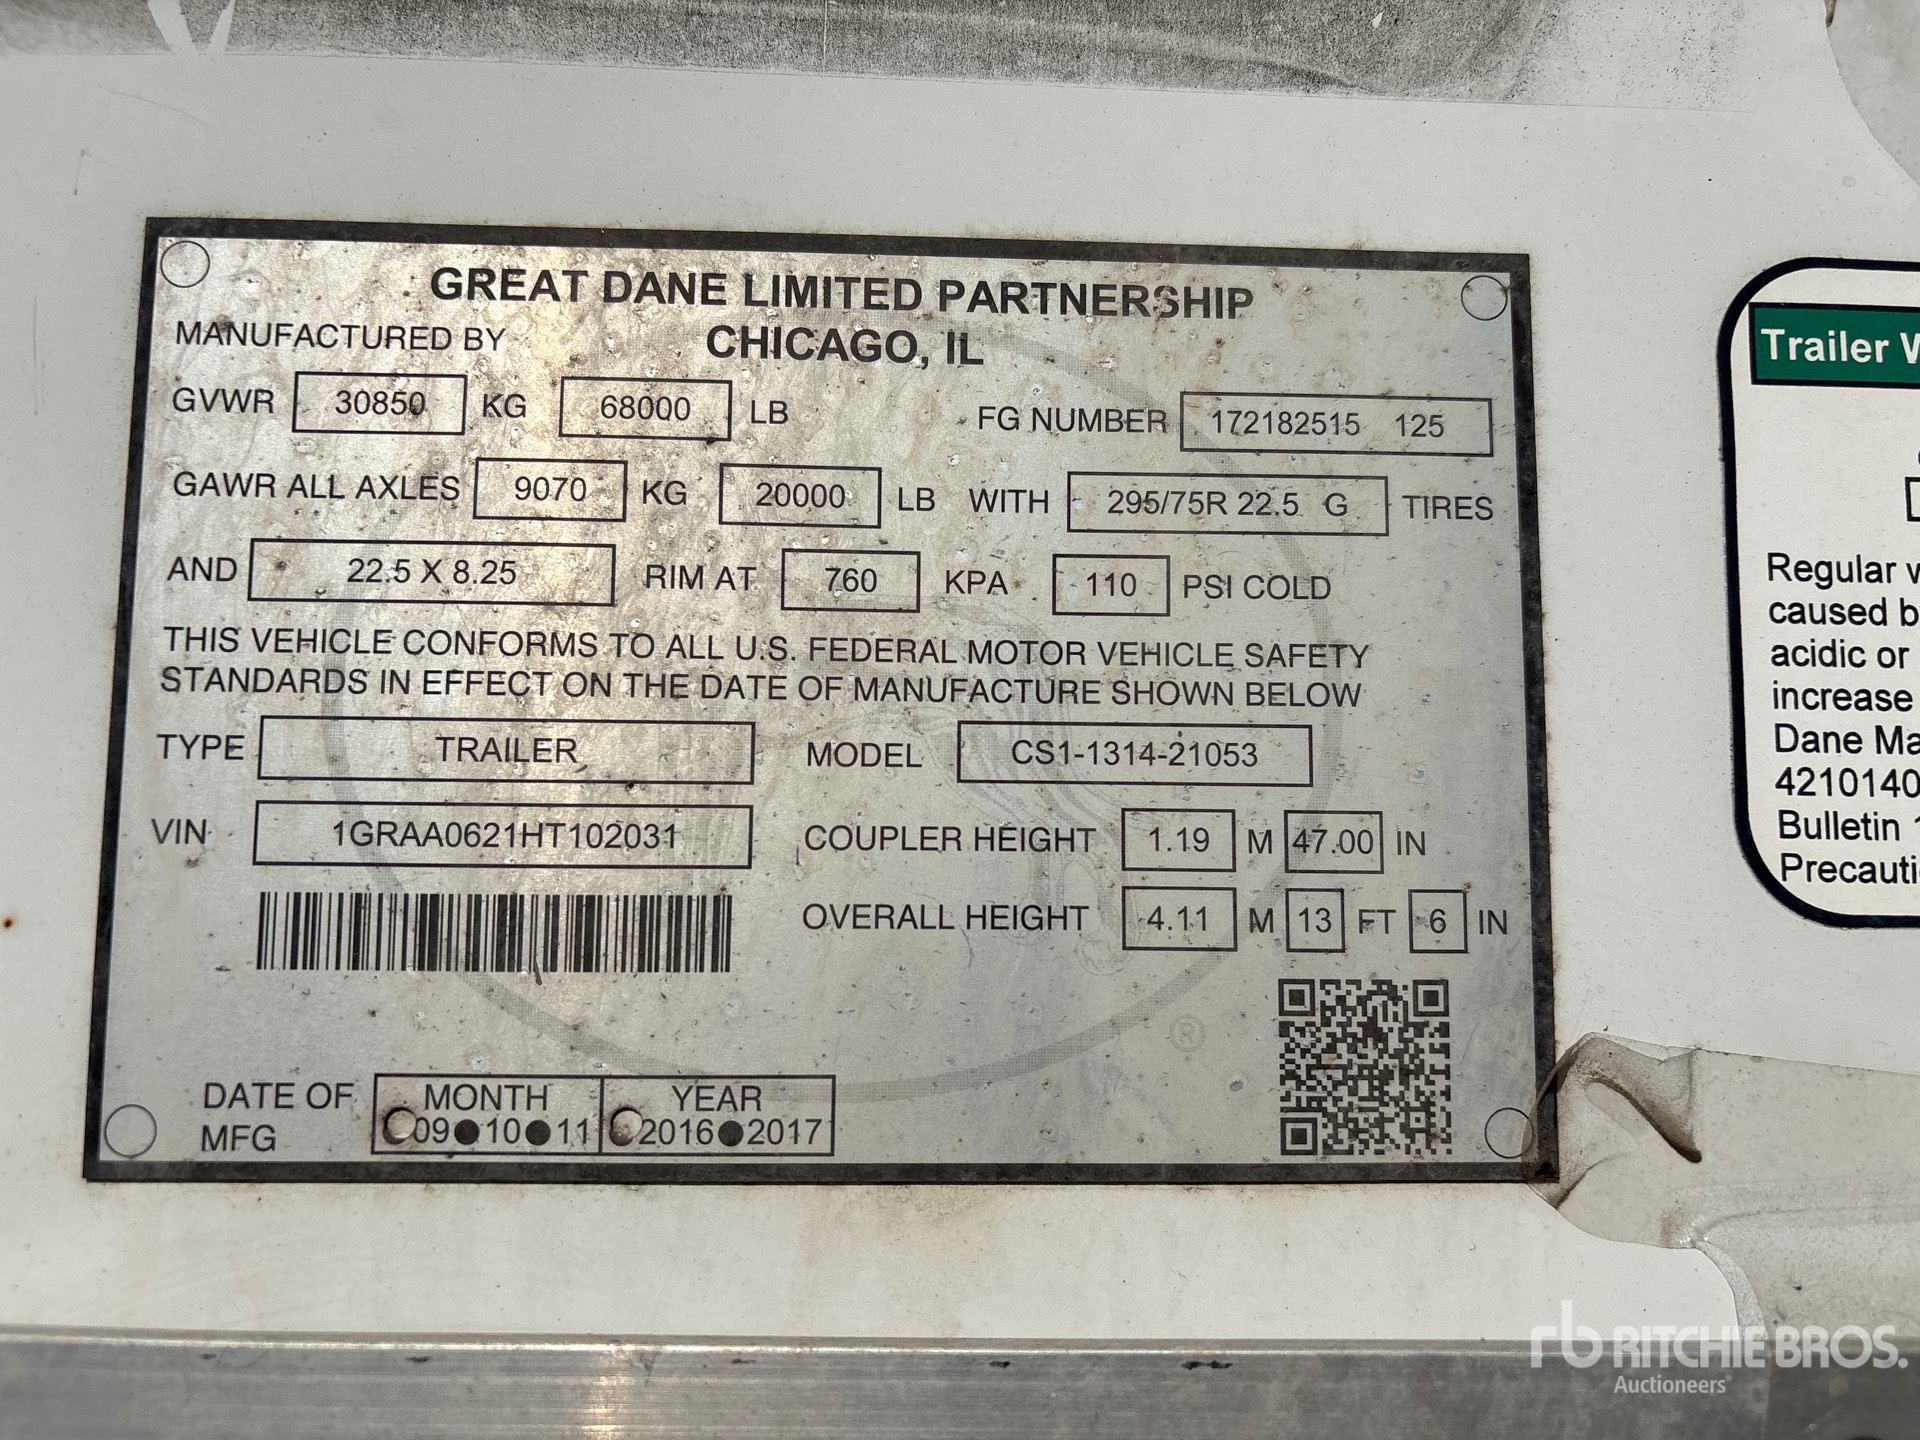 GREAT DANE LIMITED PARTNERSHIP
MANUFACTURED BY CHICAGO, IL
GVWR 30850 KG 68000 LB FG NUMBER 172182515 125
GAWR ALL AXLES 9070 KG 20000 LB WITH 295/75R 22.5 G TIRES
AND 22.5 X 8.25 RIM AT 760 KPA 110 PSI COLD
THIS VEHICLE CONFORMS TO ALL U.S. FEDERAL MOTOR VEHICLE SAFETY
STANDARDS IN EFFECT ON THE DATE OF MANUFACTURE SHOWN BELOW
TYPE TRAILER MODEL CS1-1314-21053
VIN 1GRAA0621HT102031 COUPLER HEIGHT 1.19 M 47.00 IN
OVERALL HEIGHT 4.11 M 13 FT 6 IN
®
DATE OF MFG MONTH YEAR
09 10 11 2016 2017
Trailer
Regular
caused
acidic or
increase
Dane
4210140
Bulletin
rb RITCHIE BROS.
Auctioneers